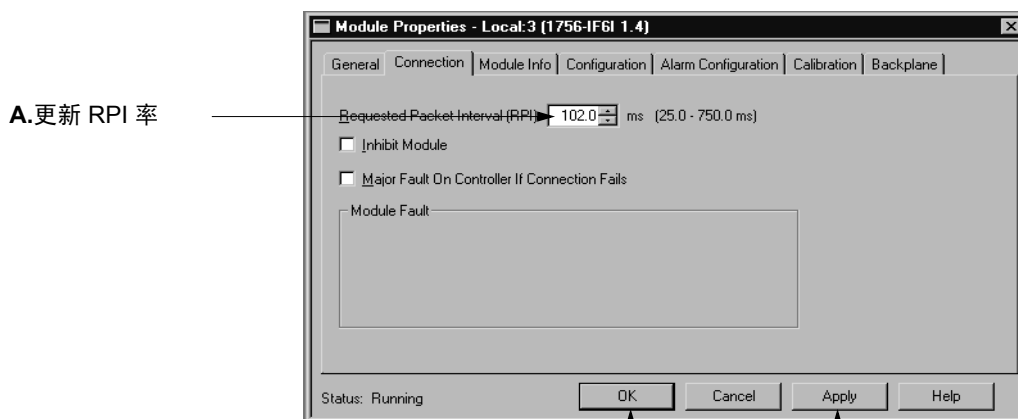 Module Properties - Local:3 (1756-IF6I 1.4)
General Connection Module Info Configuration Alarm Configuration Calibration Backplane
A.更新 RPI 率
Requested Packet Interval (RPI) 102.0 ms (25.0 - 750.0 ms)
Inhibit Module
Major Fault On Controller If Connection Fails
Module Fault
Status: Running OK Cancel Apply Help